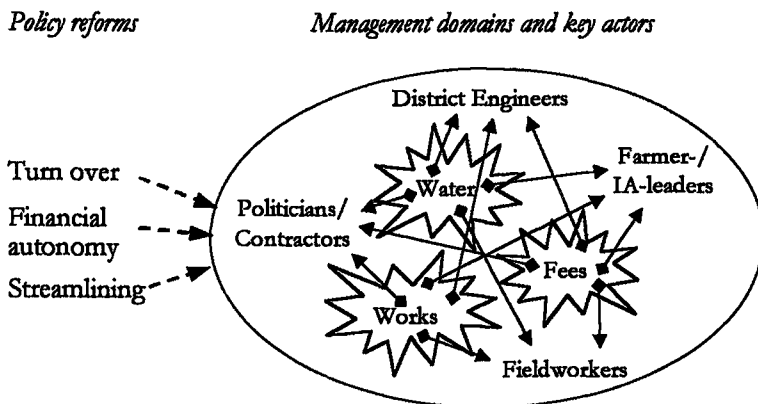 Policy reforms
Management domains and key actors
District Engineers
Farmer-/
IA-leaders
Turn over
Water
Politicians/
Contractors
Financial
autonomy
Fees
Streamlining
Works
Fieldworkers